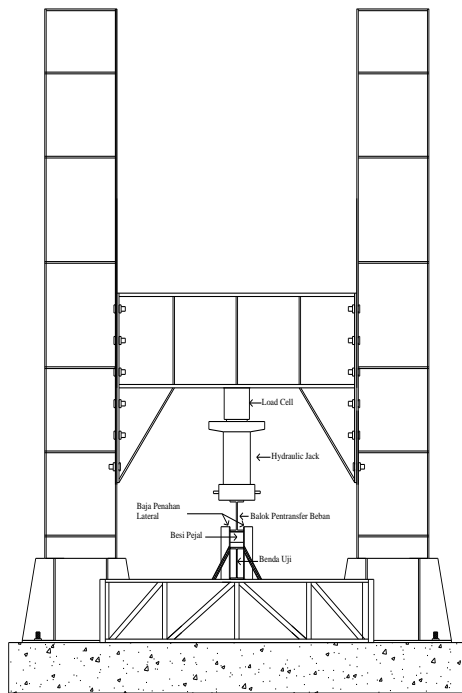 Load Cell
Hydraulic Jack
Baja Penahan
Lateral
Balok Pentransfer Beban
Besi Pejal
Benda Uji